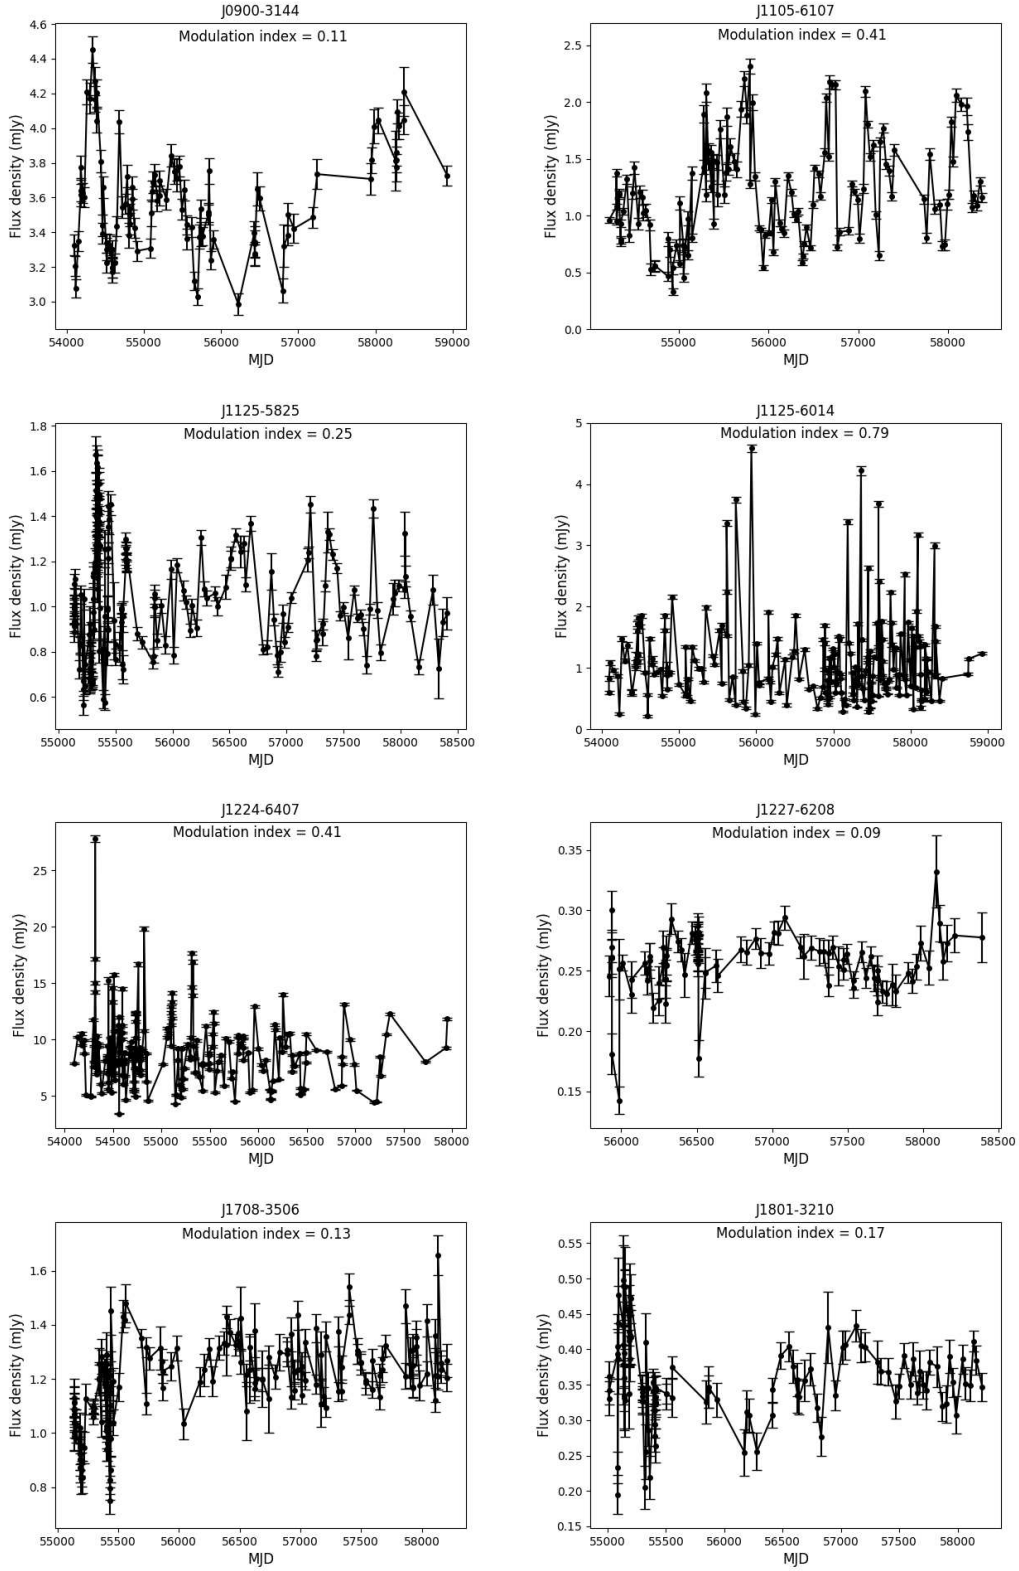 J0900-3144
Modulation index = 0.11
4.6
4.4
4.2
4.0
3.8
3.6
3.4
3.2
3.0
Flux density (mJy)
54000 55000 56000 57000 58000 59000
MJD
J1105-6107
Modulation index = 0.41
2.5
2.0
1.5
1.0
0.5
0.0
Flux density (mJy)
55000 56000 57000 58000
MJD
J1125-5825
Modulation index = 0.25
1.8
1.6
1.4
1.2
1.0
0.8
0.6
Flux density (mJy)
55000 55500 56000 56500 57000 57500 58000 58500
MJD
J1125-6014
Modulation index = 0.79
5
4
3
2
1
0
Flux density (mJy)
54000 55000 56000 57000 58000 59000
MJD
J1224-6407
Modulation index = 0.41
25
20
15
10
5
Flux density (mJy)
54000 54500 55000 55500 56000 56500 57000 57500 58000
MJD
J1227-6208
Modulation index = 0.09
0.35
0.30
0.25
0.20
0.15
Flux density (mJy)
56000 56500 57000 57500 58000 58500
MJD
J1708-3506
Modulation index = 0.13
1.6
1.4
1.2
1.0
0.8
Flux density (mJy)
55000 55500 56000 56500 57000 57500 58000
MJD
J1801-3210
Modulation index = 0.17
0.55
0.50
0.45
0.40
0.35
0.30
0.25
0.20
0.15
Flux density (mJy)
55000 55500 56000 56500 57000 57500 58000
MJD